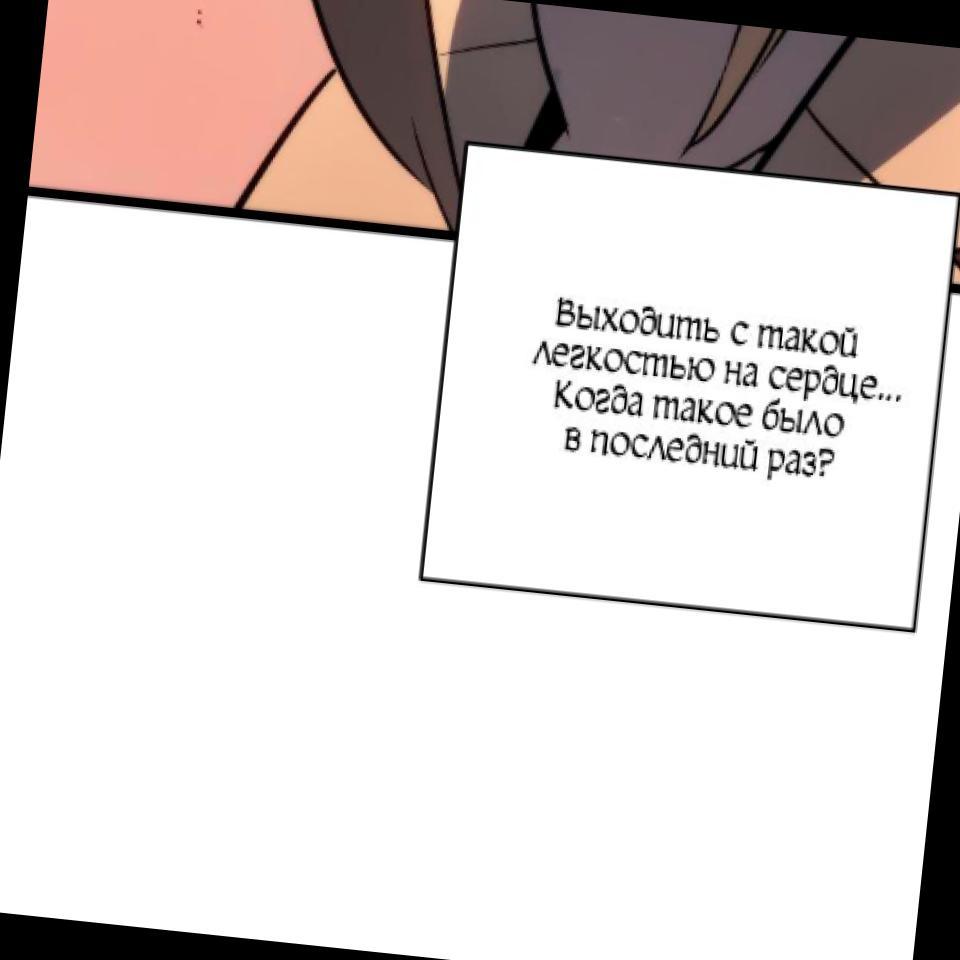 Выходить с такой
легкостью на сердце...
Когда такое было
в последний раз?